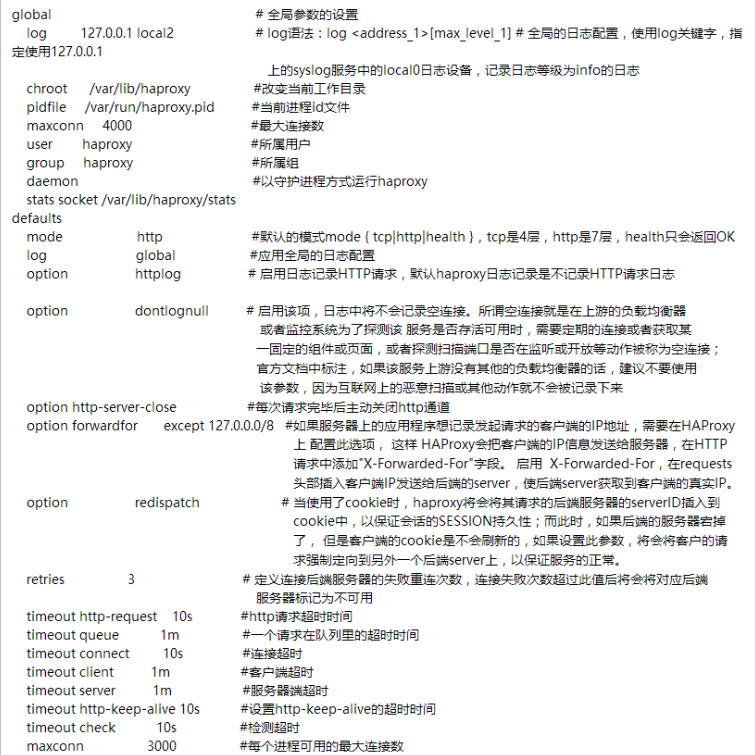 global # 全局参数的设置
log 127.0.0.1 local2 # log语法：log <address_1>[max_level_1] # 全局的日志配置，使用log关键字，指
定使用127.0.0.1
上的syslog服务中的local0日志设备，记录日志等级为info的日志
chroot /var/lib/haproxy #改变当前工作目录
pidfile /var/run/haproxy.pid #当前进程id文件
maxconn 4000 #最大连接数
user haproxy #所属用户
group haproxy #所属组
daemon #以守护进程方式运行haproxy
stats socket /var/lib/haproxy/stats
defaults
mode http #默认的模式mode { tcp|http|health }，tcp是4层，http是7层，health只会返回OK
log global #应用全局的日志配置
option httplog # 启用日志记录HTTP请求，默认haproxy日志记录是不记录HTTP请求日志
option dontlognull # 启用该项，日志中将不会记录空连接。所谓空连接就是在上游的负载均衡器
或者监控系统为了探测该 服务是否存活可用时，需要定期的连接或者获取某
一固定的组件或页面，或者探测扫描端口是否在监听或开放等动作被称为空连接；
官方文档中标注，如果该服务上游没有其他的负载均衡器的话，建议不要使用
该参数，因为互联网上的恶意扫描或其他动作就不会被记录下来
option http-server-close #每次请求完毕后主动关闭http通道
option forwardfor except 127.0.0.0/8 #如果服务器上的应用程序想记录发起请求的客户端的IP地址，需要在HAProxy
上 配置此选项， 这样 HAProxy会把客户端的IP信息发送给服务器，在HTTP
请求中添加"X-Forwarded-For"字段。 启用 X-Forwarded-For，在requests
头部插入客户端IP发送给后端的server，使后端server获取到客户端的真实IP。
option redispatch # 当使用了cookie时，haproxy将会将其请求的后端服务器的serverID插入到
cookie中，以保证会话的SESSION持久性；而此时，如果后端的服务器宕掉
了， 但是客户端的cookie是不会刷新的，如果设置此参数，将会将客户的请
求强制定向到另外一个后端server上，以保证服务的正常。
retries 3 # 定义连接后端服务器的失败重连次数，连接失败次数超过此值后将会将对应后端
服务器标记为不可用
timeout http-request 10s #http请求超时时间
timeout queue 1m #一个请求在队列里的超时时间
timeout connect 10s #连接超时
timeout client 1m #客户端超时
timeout server 1m #服务器端超时
timeout http-keep-alive 10s #设置http-keep-alive的超时时间
timeout check 10s #检测超时
maxconn 3000 #每个进程可用的最大连接数